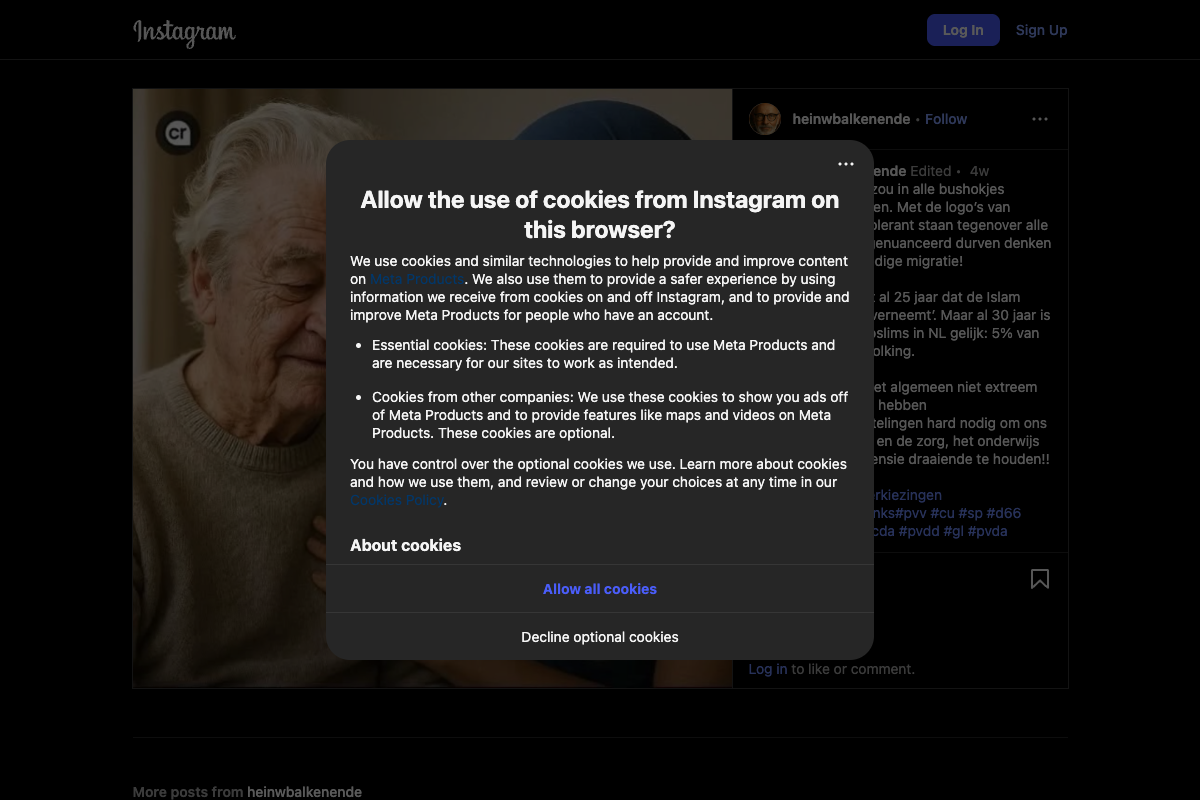 Instagram
Log In
Sign Up
cr
heinwbalkenende • Follow
Allow the use of cookies from Instagram on
this browser?
We use cookies and similar technologies to help provide and improve content
on Meta Products. We also use them to provide a safer experience by using
information we receive from cookies on and off Instagram, and to provide and
improve Meta Products for people who have an account.
• Essential cookies: These cookies are required to use Meta Products and
are necessary for our sites to work as intended.
• Cookies from other companies: We use these cookies to show you ads off
of Meta Products and to provide features like maps and videos on Meta
Products. These cookies are optional.
You have control over the optional cookies we use. Learn more about cookies
and how we use them, and review or change your choices at any time in our
Cookies Policy.
About cookies
Allow all cookies
Decline optional cookies
ende Edited • 4w
zou in alle bushokjes
en. Met de logo's van
olerant staan tegenover alle
genuanceerd durven denken
dige migratie!
al 25 jaar dat de Islam
verneemt'. Maar al 30 jaar is
slims in NL gelijk: 5% van
olking.
et algemeen niet extreem
hebben
telingen hard nodig om ons
en de zorg, het onderwijs
ensie draaiende te houden!!
erkiezingen
nks#pvv #cu #sp #d66
cda #pvdd #gl #pvda
Log in to like or comment.
More posts from heinwbalkenende